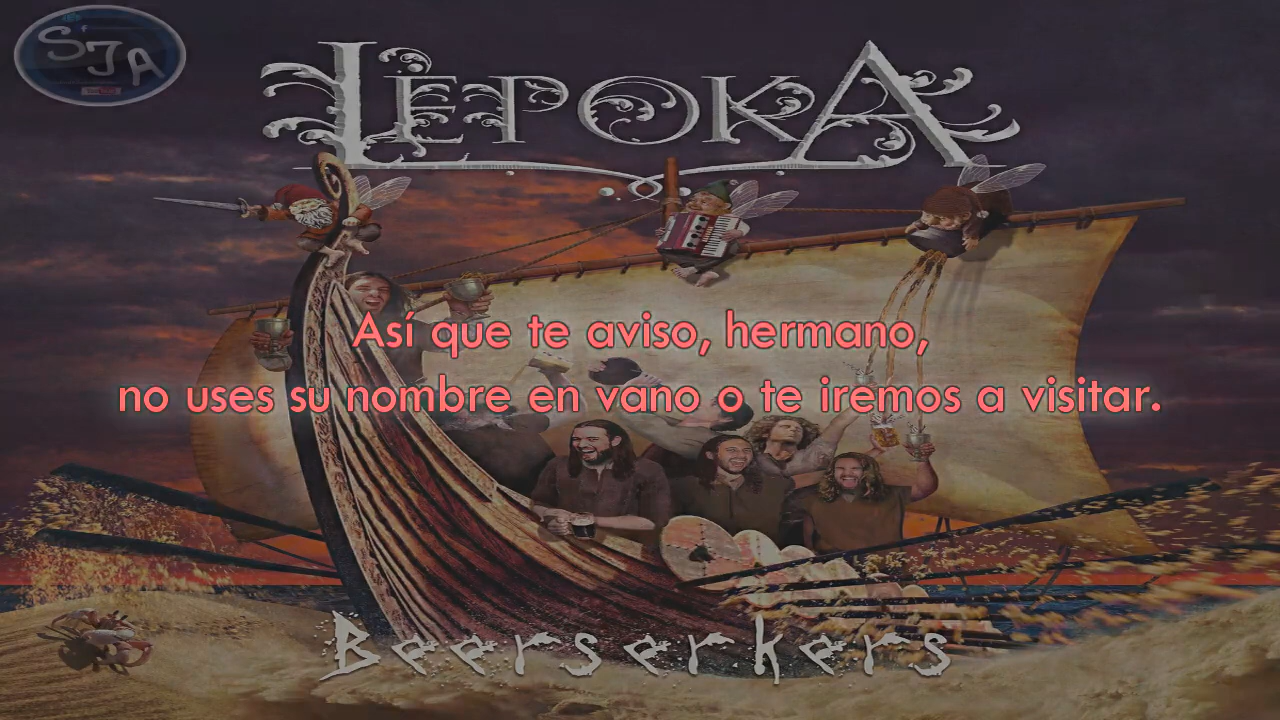 SJA
LÈPOKA
Así que te aviso, hermano,
no uses su nombre en vano o te iremos a visitar.
Beerserkers